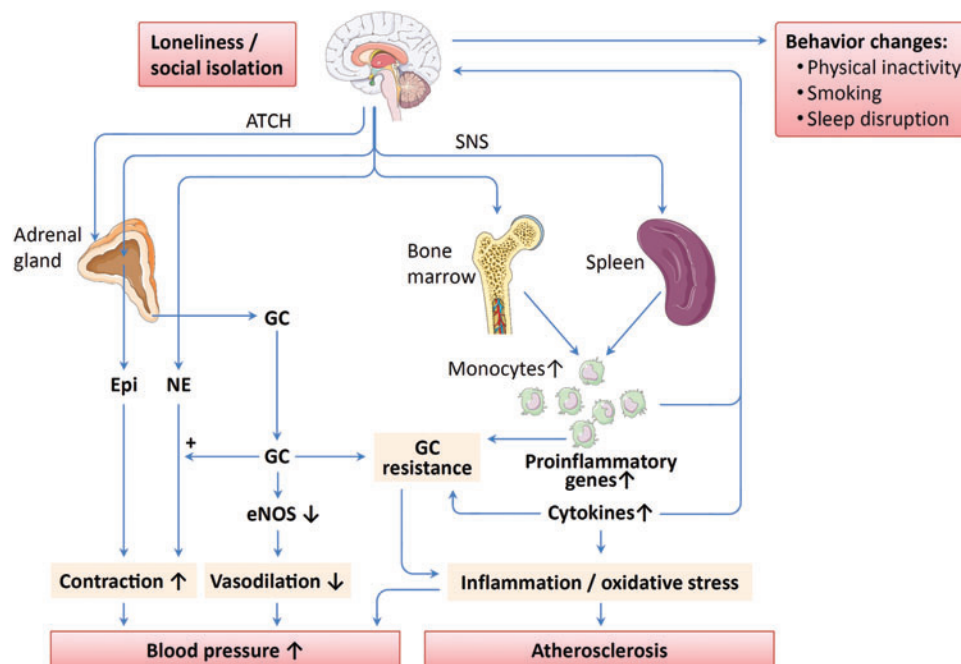 Loneliness /
social isolation
Behavior changes:
• Physical inactivity
• Smoking
• Sleep disruption
ATCH
SNS
Adrenal
gland
Bone
marrow
Spleen
GC
Monocytes↑
Epi
NE
+
GC
GC
resistance
Proinflammatory
genes↑
eNOS ↓
Cytokines↑
Contraction ↑
Vasodilation ↓
Inflammation / oxidative stress
Blood pressure ↑
Atherosclerosis